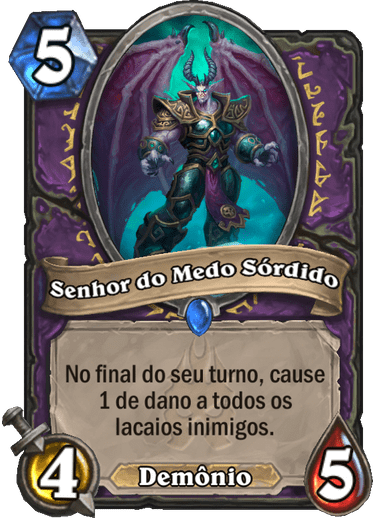 5
Senhor do Medo Sórdido
No final do seu turno, cause
1 de dano a todos os
lacaios inimigos.
4
Demônio
5